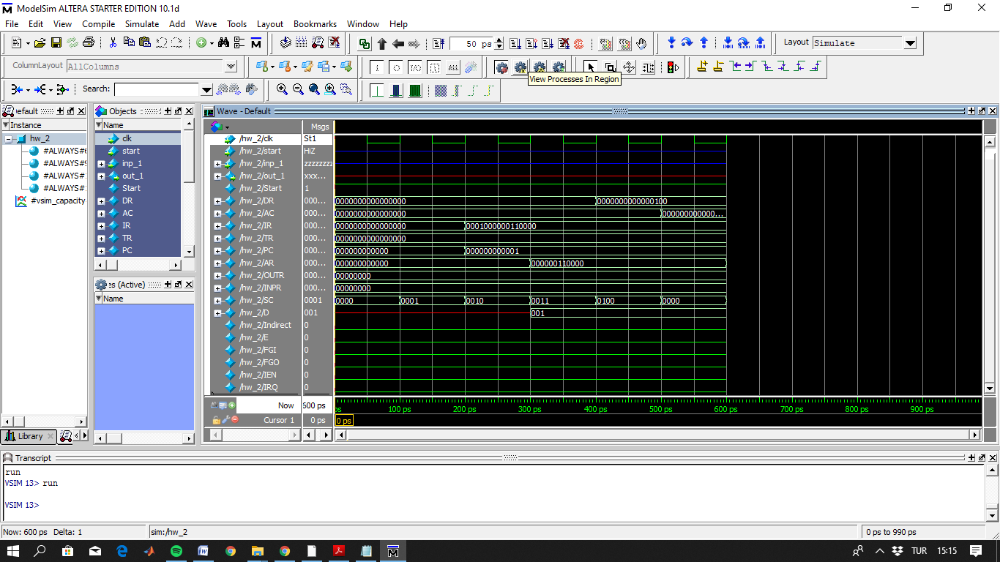 ModelSim ALTERA STARTER EDITION 10.1d
File Edit View Compile Simulate Add Wave Tools Layout Bookmarks Window Help
50 ps
Layout Simulate
ColumnLayout AllColumns
View Processes In Region
Search:
Default
Instance
hw_2
#ALWAYS#
#ALWAYS#
#ALWAYS#
#ALWAYS#
#vsim_capacity
Library
Objects
Name
clk
start
inp_1
out_1
Start
DR
AC
IR
TR
PC
es (Active)
Name
Wave - Default
Msgs
/hw_2/clk St1
/hw_2/start HiZ
/hw_2/inp_1 zzzzzzzz
/hw_2/out_1 xxx...
/hw_2/Start 1
/hw_2/DR 000... 0000000000000000 0000000000000100
/hw_2/AC 000... 0000000000000000 000000000000...
/hw_2/IR 000... 0000000000000000 0001000000110000
/hw_2/TR 000... 0000000000000000
/hw_2/PC 000... 000000000000 000000000001
/hw_2/AR 000... 000000000000 000000110000
/hw_2/OUTR 000... 00000000
/hw_2/INPR 000... 00000000
/hw_2/SC 0001 0000 0001 0010 0011 0100 0000
/hw_2/D 001 001
/hw_2/Indirect 0
/hw_2/E 0
/hw_2/FGI 0
/hw_2/FGO 0
/hw_2/IEN 0
/hw_2/IRQ 0
Now 600 ps ps 100 ps 200 ps 300 ps 400 ps 500 ps 600 ps 700 ps 800 ps 900 ps
Cursor 1 0 ps 0 ps
Transcript
run
VSIM 13> run
VSIM 13>
Now: 600 ps Delta: 1 sim:/hw_2 0 ps to 990 ps
TUR 15:15